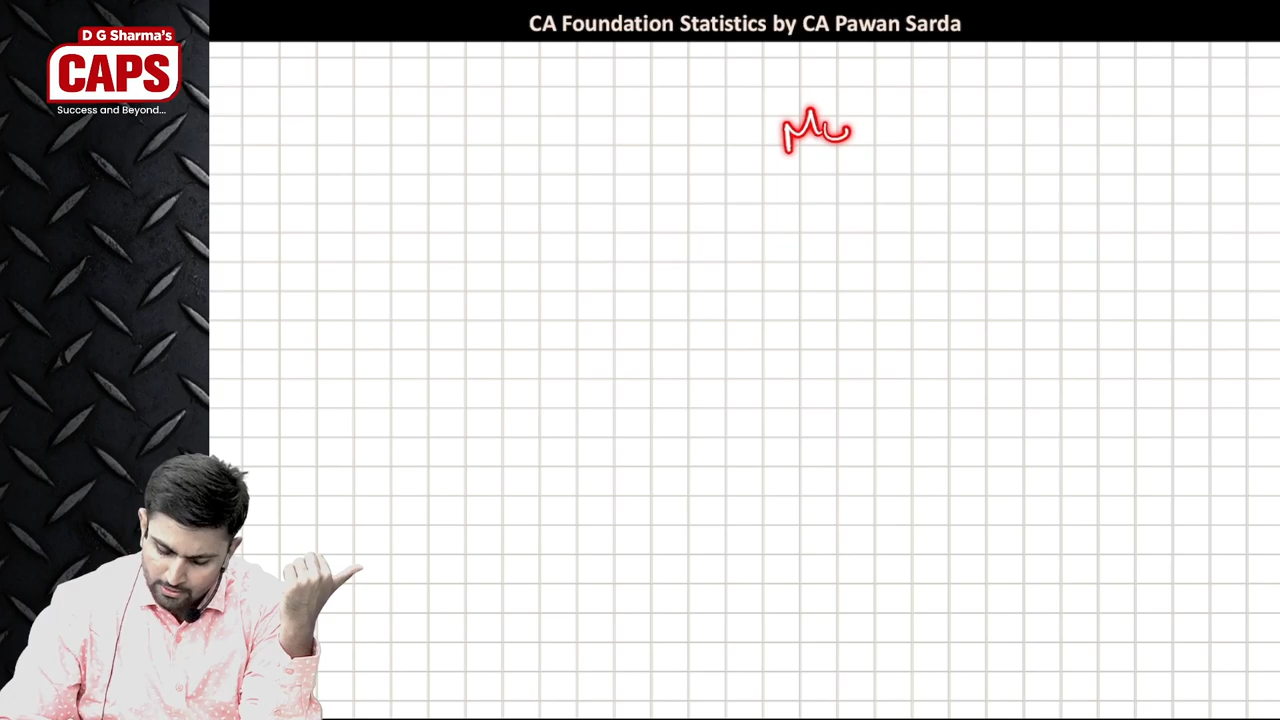 CA Foundation Statistics by CA Pawan Sarda
D G Sharma's
CAPS
Success and Beyond...
Mu